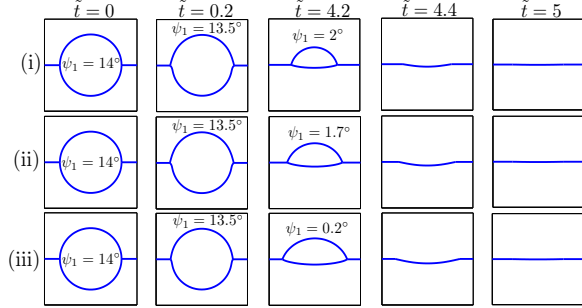 t̃ = 0 t̃ = 0.2 t̃ = 4.2 t̃ = 4.4 t̃ = 5
(i) ψ₁ = 14° ψ₁ = 13.5° ψ₁ = 2°
(ii) ψ₁ = 14° ψ₁ = 13.5° ψ₁ = 1.7°
(iii) ψ₁ = 14° ψ₁ = 13.5° ψ₁ = 0.2°